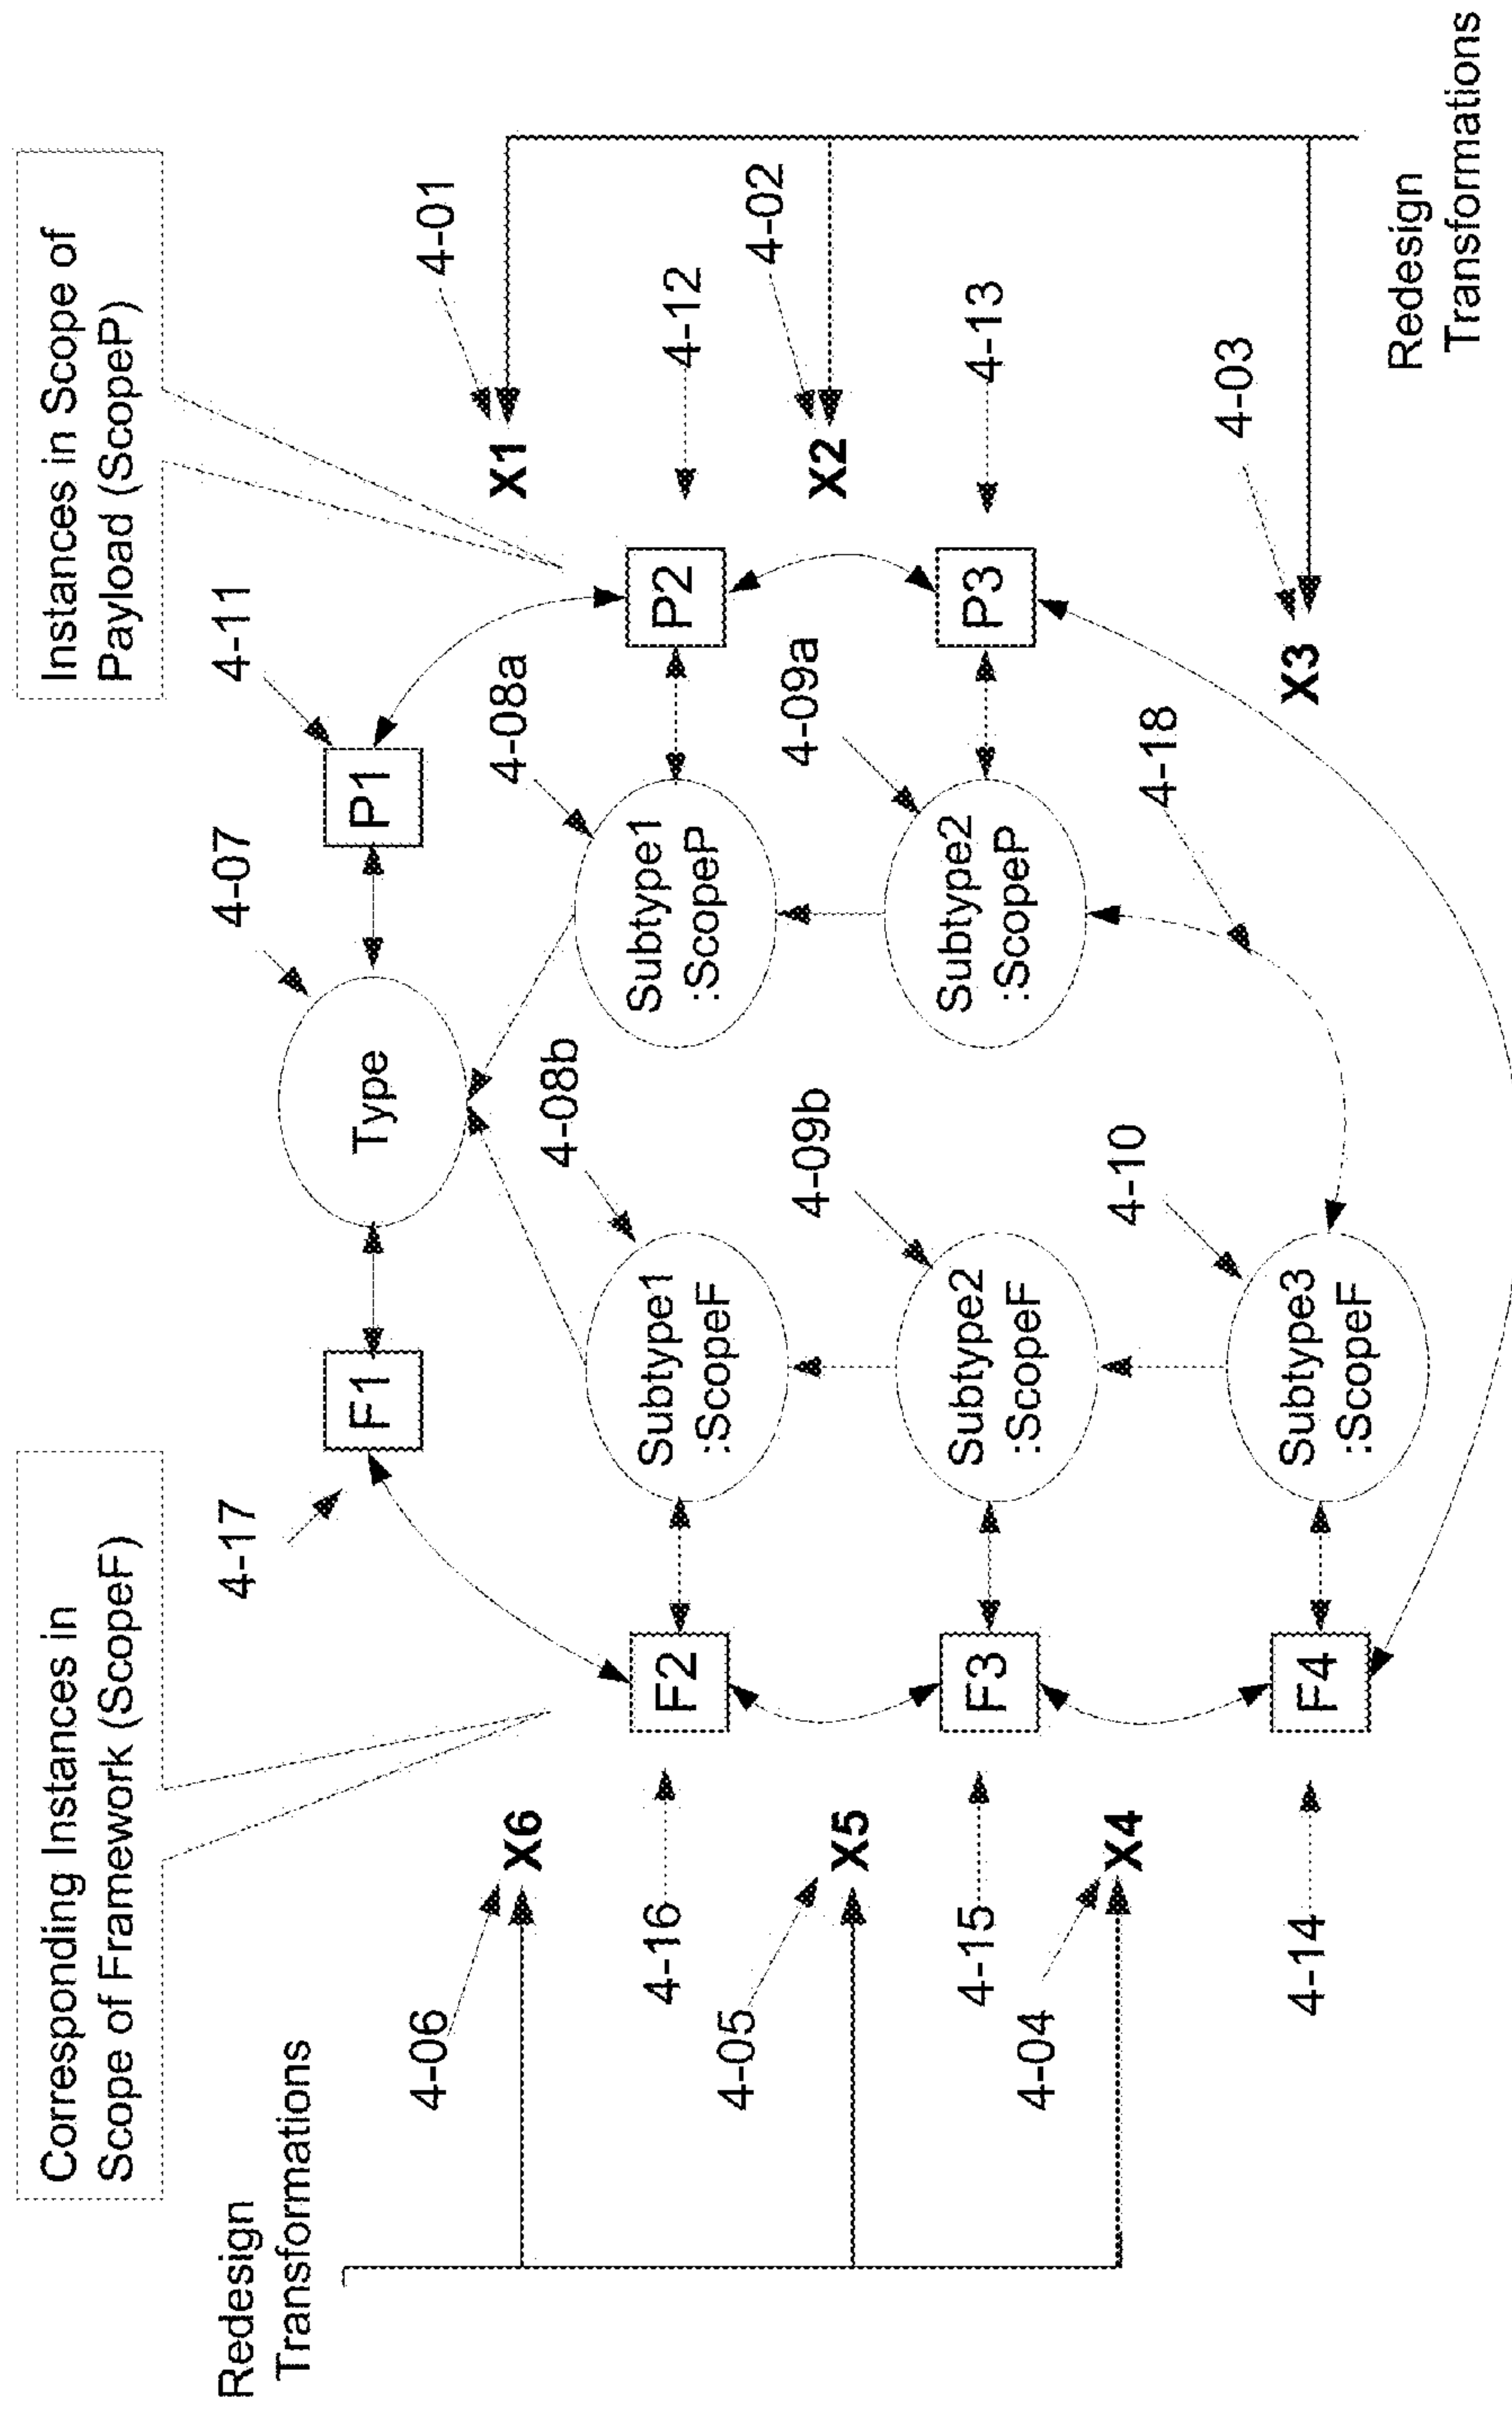 Corresponding Instances in
Scope of Framework (ScopeF)
Instances in Scope of
Payload (ScopeP)
Redesign
Transformations
4-17
4-07
4-11
F1
Type
P1
4-06
X6
4-08b
4-08a
X1
4-01
4-16
F2
Subtype1
:ScopeF
Subtype1
:ScopeP
P2
4-12
4-05
X5
4-09b
4-09a
X2
4-02
4-15
F3
Subtype2
:ScopeF
Subtype2
:ScopeP
P3
4-13
4-04
X4
4-10
4-18
4-03
4-14
F4
Subtype3
:ScopeF
X3
Redesign
Transformations